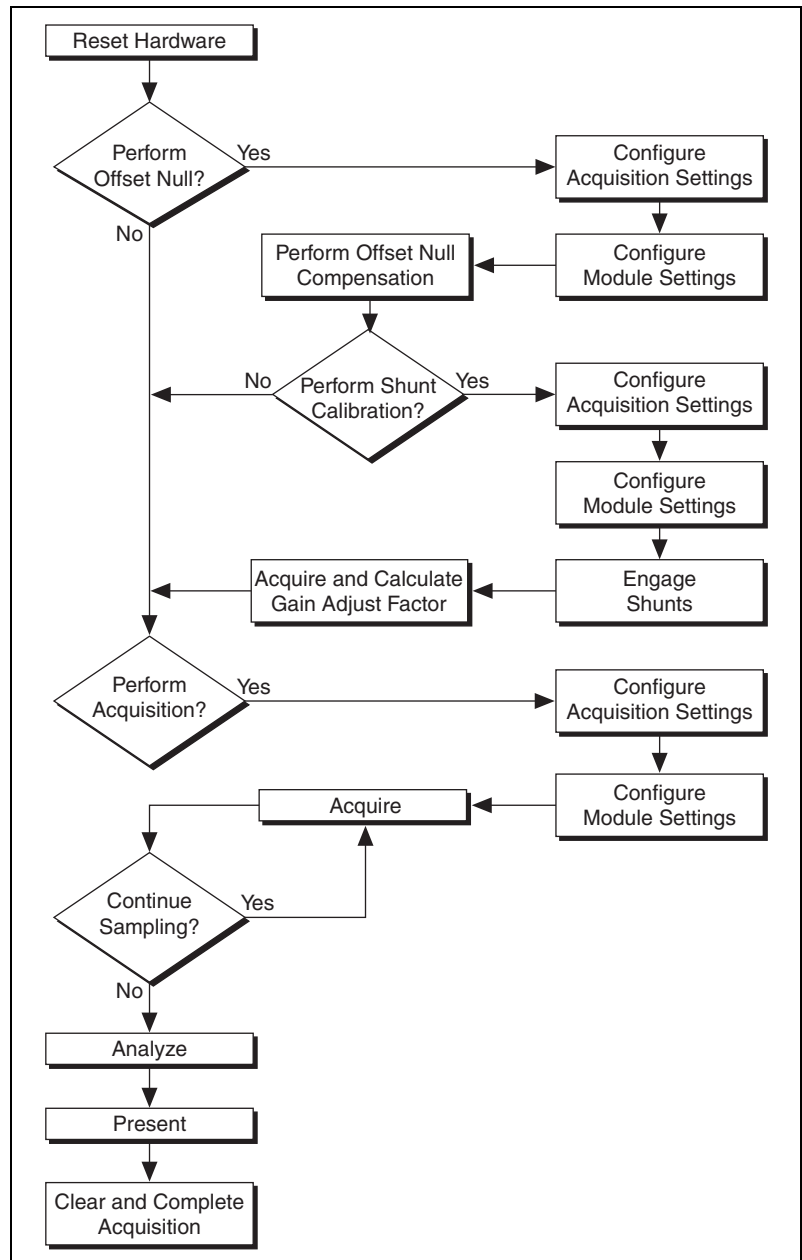 Reset Hardware
Perform
Offset Null?
Yes
No
Configure
Acquisition Settings
Configure
Module Settings
Perform Offset Null
Compensation
Perform Shunt
Calibration?
No
Yes
Configure
Acquisition Settings
Configure
Module Settings
Engage
Shunts
Acquire and Calculate
Gain Adjust Factor
Perform
Acquisition?
Yes
Configure
Acquisition Settings
Configure
Module Settings
Acquire
Continue
Sampling?
Yes
No
Analyze
Present
Clear and Complete
Acquisition